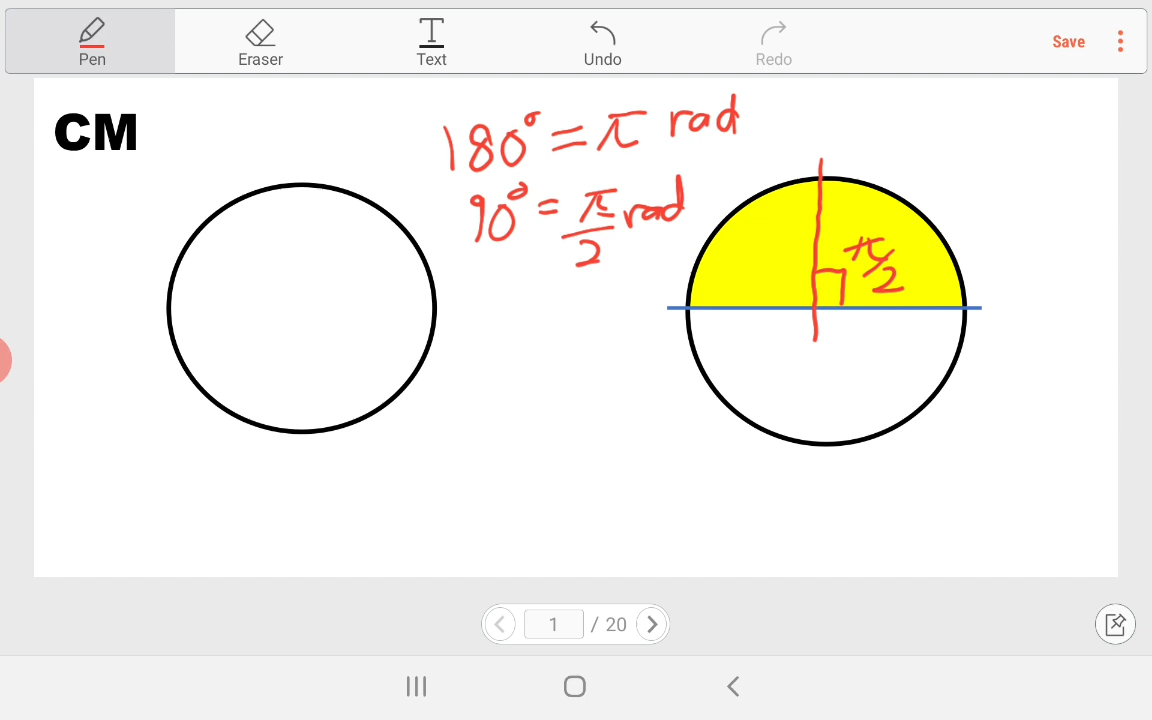 Pen
Eraser
Text
Undo
Redo
Save
CM
180° = π rad
90° = π/2 rad
π/2
1 / 20